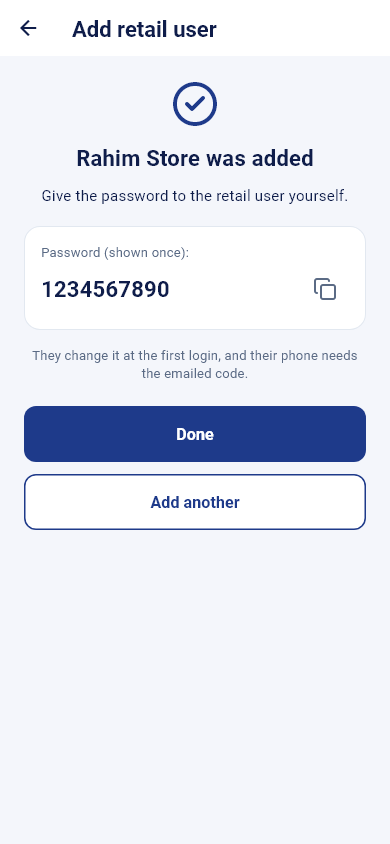 Add retail user
Rahim Store was added
Give the password to the retail user yourself.
Password (shown once):
1234567890
They change it at the first login, and their phone needs
the emailed code.
Done
Add another